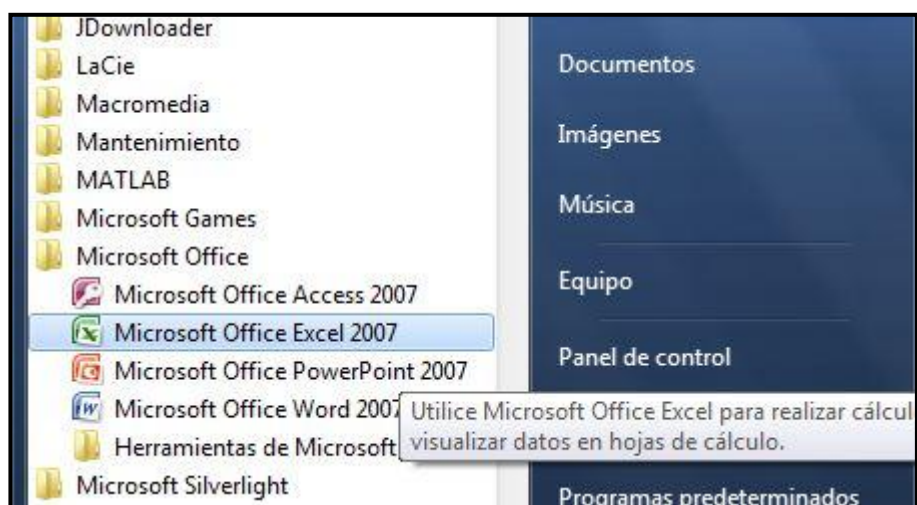 JDownloader
LaCie
Macromedia
Mantenimiento
MATLAB
Microsoft Games
Microsoft Office
Microsoft Office Access 2007
Microsoft Office Excel 2007
Microsoft Office PowerPoint 2007
Microsoft Office Word 2007
Herramientas de Microsoft
Microsoft Silverlight
Documentos
Imágenes
Música
Equipo
Panel de control
Utilice Microsoft Office Excel para realizar cálcul
visualizar datos en hojas de cálculo.
Programas predeterminados